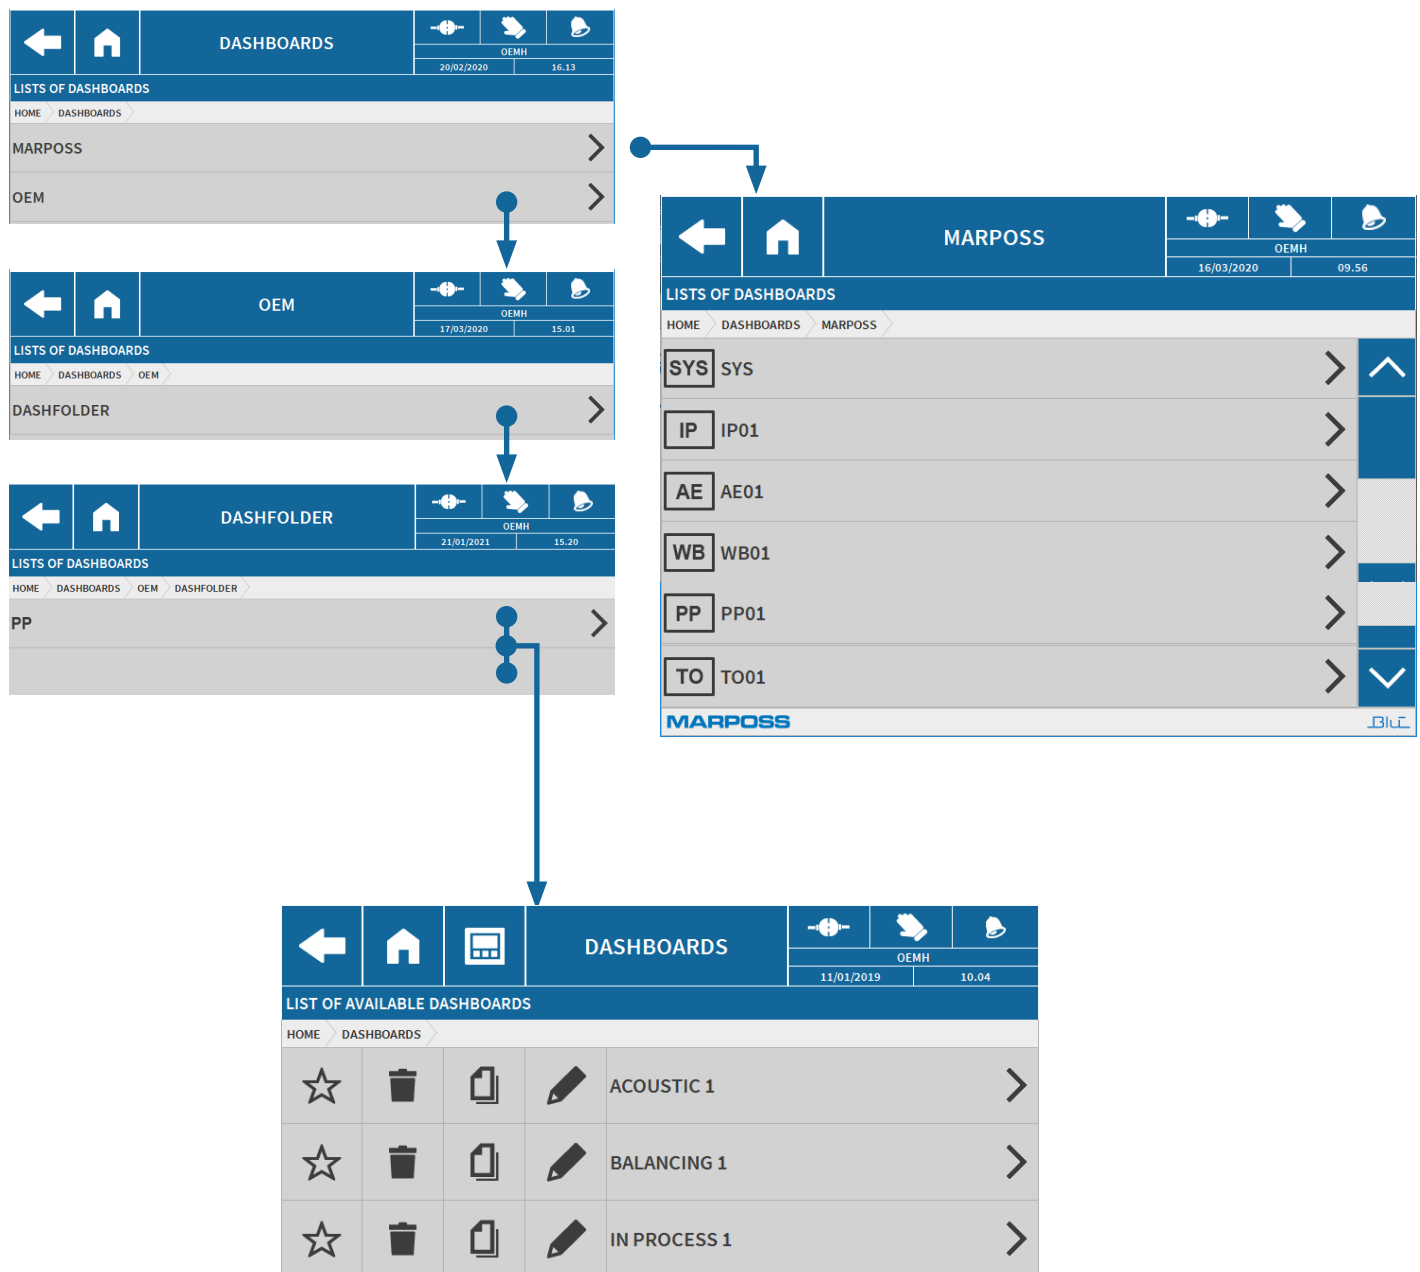 DASHBOARDS
OEMH
20/02/2020 16.13
LISTS OF DASHBOARDS
HOME DASHBOARDS
MARPOSS
OEM
OEM
OEMH
17/03/2020 15.01
LISTS OF DASHBOARDS
HOME DASHBOARDS OEM
DASHFOLDER
DASHFOLDER
OEMH
21/01/2021 15.20
LISTS OF DASHBOARDS
HOME DASHBOARDS OEM DASHFOLDER
PP
MARPOSS
OEMH
16/03/2020 09.56
LISTS OF DASHBOARDS
HOME DASHBOARDS MARPOSS
SYS SYS
IP IP01
AE AE01
WB WB01
PP PP01
TO TO01
MARPOSS BLÚ
DASHBOARDS
OEMH
11/01/2019 10.04
LIST OF AVAILABLE DASHBOARDS
HOME DASHBOARDS
ACOUSTIC 1
BALANCING 1
IN PROCESS 1